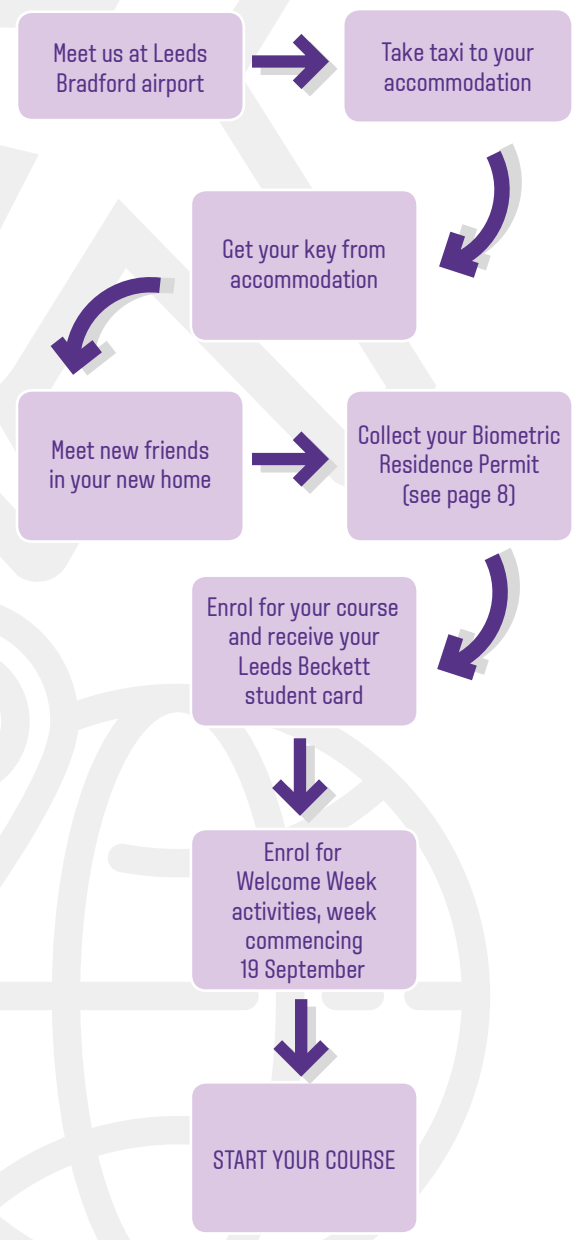 Meet us at Leeds
Bradford airport
Take taxi to your
accommodation
Get your key from
accommodation
Meet new friends
in your new home
Collect your Biometric
Residence Permit
(see page 8)
Enrol for your course
and receive your
Leeds Beckett
student card
Enrol for
Welcome Week
activities, week
commencing
19 September
START YOUR COURSE